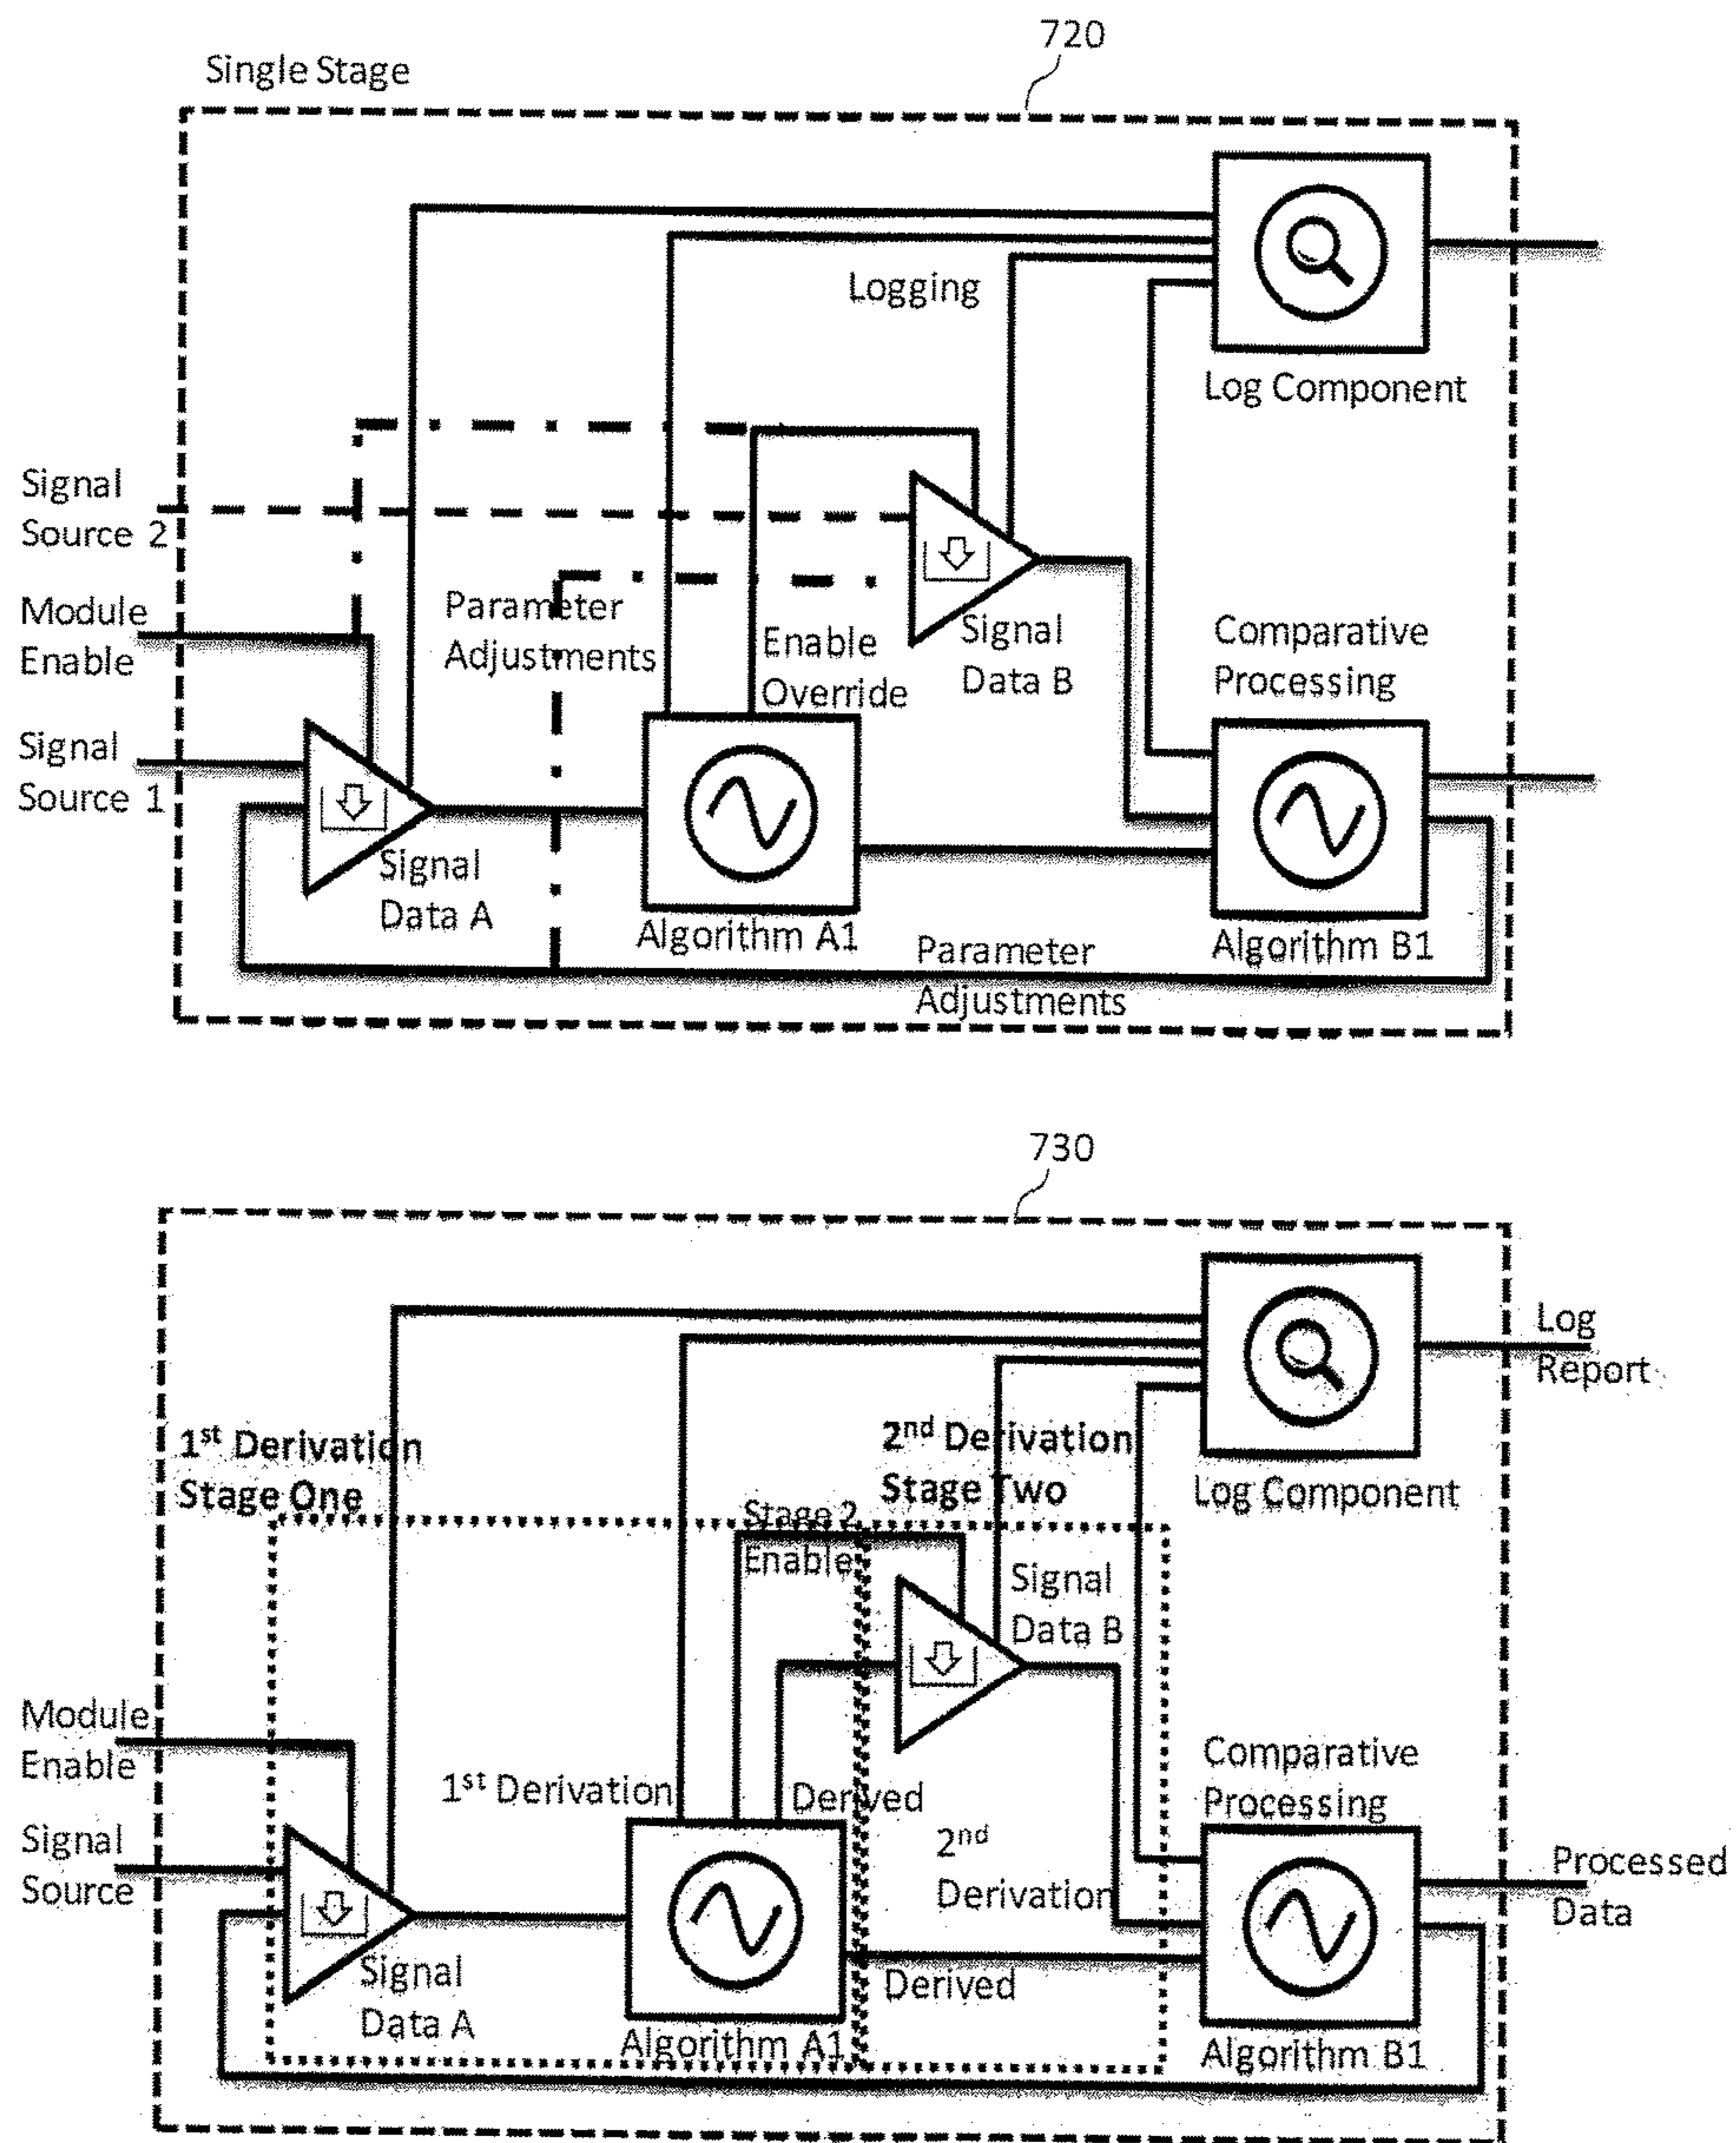 720
Single Stage
Logging
Log Component
Signal
Source 2
Module
Enable
Parameter
Adjustments
Enable
Override
Signal
Data B
Comparative
Processing
Signal
Source 1
Signal
Data A
Algorithm A1
Parameter
Adjustments
Algorithm B1
730
Log
Report
1st Derivation
Stage One
2nd Derivation
Stage Two
Log Component
Stage 2
Enable
Signal
Data B
Module
Enable
1st Derivation
Derived
Comparative
Processing
Signal
Source
2nd
Derivation
Processed
Data
Signal
Data A
Derived
Algorithm A1
Algorithm B1